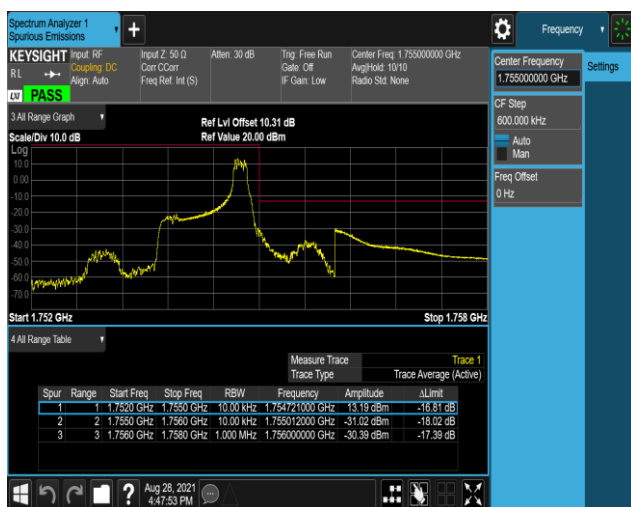 Spectrum Analyzer 1
Spurious Emissions
Frequency
KEYSIGHT Input: RF Input Z: 50 Ω Atten: 30 dB Trig: Free Run Center Freq: 1.755000000 GHz
RL Coupling: DC Corr CCorr Gate: Off Avg|Hold: 10/10
Align: Auto Freq Ref: Int (S) IF Gain: Low Radio Std: None
LXI PASS
3 All Range Graph
Ref Lvl Offset 10.31 dB
Scale/Div 10.0 dB Ref Value 20.00 dBm
Log
10.0
0.00
-10.0
-20.0
-30.0
-40.0
-50.0
-60.0
-70.0
Start 1.752 GHz Stop 1.758 GHz
4 All Range Table
Measure Trace Trace 1
Trace Type Trace Average (Active)
Spur Range Start Freq Stop Freq RBW Frequency Amplitude ΔLimit
1 1 1.7520 GHz 1.7550 GHz 10.00 kHz 1.754721000 GHz 13.19 dBm -16.81 dB
2 2 1.7550 GHz 1.7560 GHz 10.00 kHz 1.755012000 GHz -31.02 dBm -18.02 dB
3 3 1.7560 GHz 1.7580 GHz 1.000 MHz 1.756000000 GHz -30.39 dBm -17.39 dB
Aug 28, 2021
4:47:53 PM
Center Frequency
1.755000000 GHz
Settings
CF Step
600.000 kHz
Auto
Man
Freq Offset
0 Hz